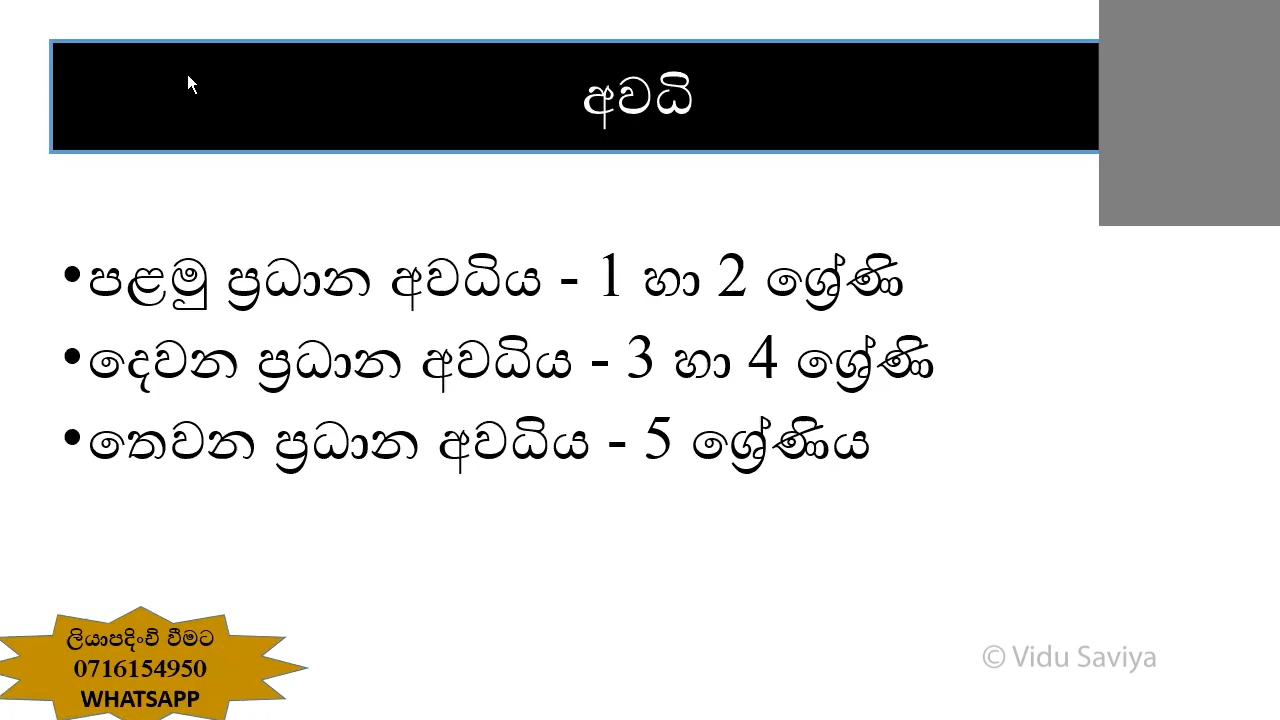 අවධි
•පළමු ප්‍රධාන අවධිය - 1 හා 2 ශ්‍රේණි
•දෙවන ප්‍රධාන අවධිය - 3 හා 4 ශ්‍රේණි
•තෙවන ප්‍රධාන අවධිය - 5 ශ්‍රේණිය
ලියාපදිංචි වීමට
0716154950
WHATSAPP
© Vidu Saviya